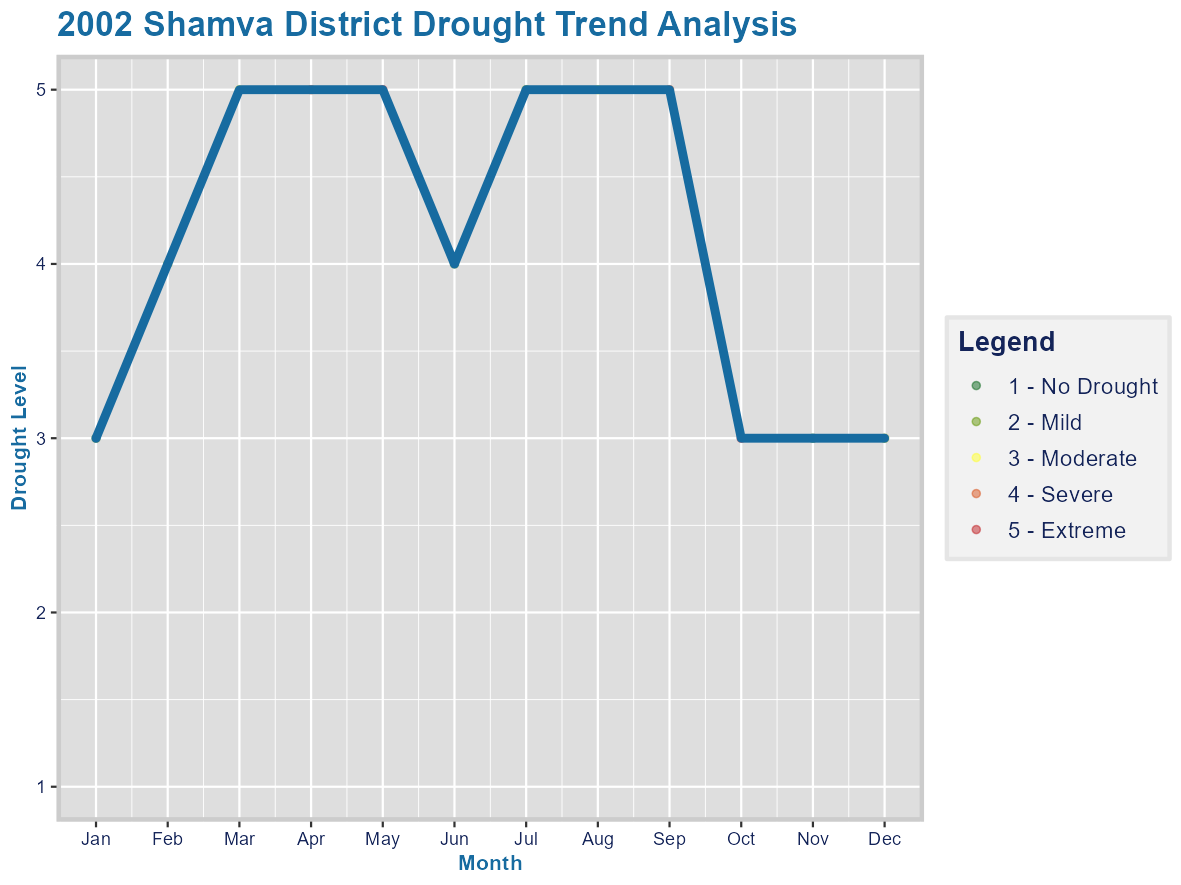 2002 Shamva District Drought Trend Analysis
Drought Level
5
4
3
2
1
Jan Feb Mar Apr May Jun Jul Aug Sep Oct Nov Dec
Month
Legend
1 - No Drought
2 - Mild
3 - Moderate
4 - Severe
5 - Extreme